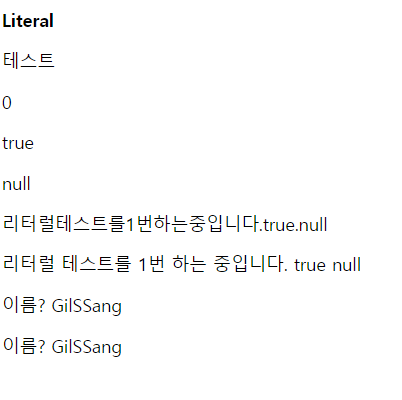 Literal
테스트
0
true
null
리터럴테스트를1번하는중입니다.true.null
리터럴 테스트를 1번 하는 중입니다. true null
이름? GilSSang
이름? GilSSang